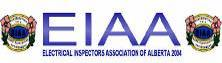 EIAA
ELECTRICAL INSPECTORS ASSOCIATION OF ALBERTA 2004